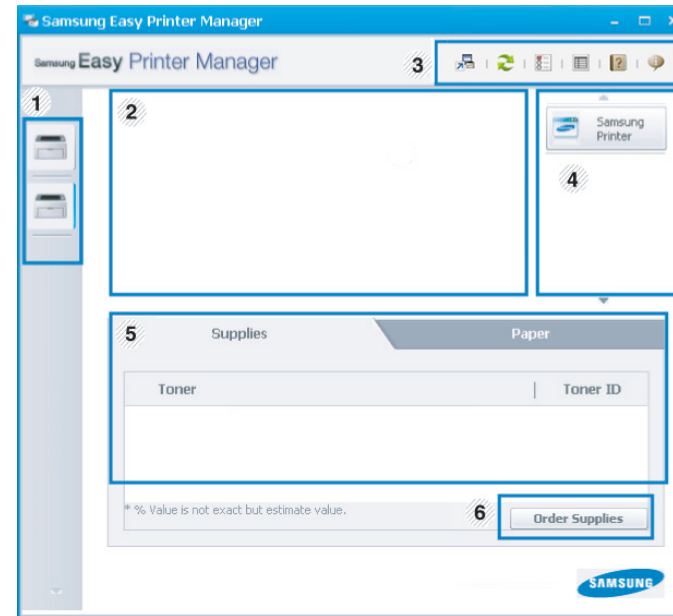 Samsung Easy Printer Manager
Samsung Easy Printer Manager
3
1
2
Samsung
Printer
4
5
Supplies
Paper
Toner
Toner ID
* % Value is not exact but estimate value.
6
Order Supplies
SAMSUNG